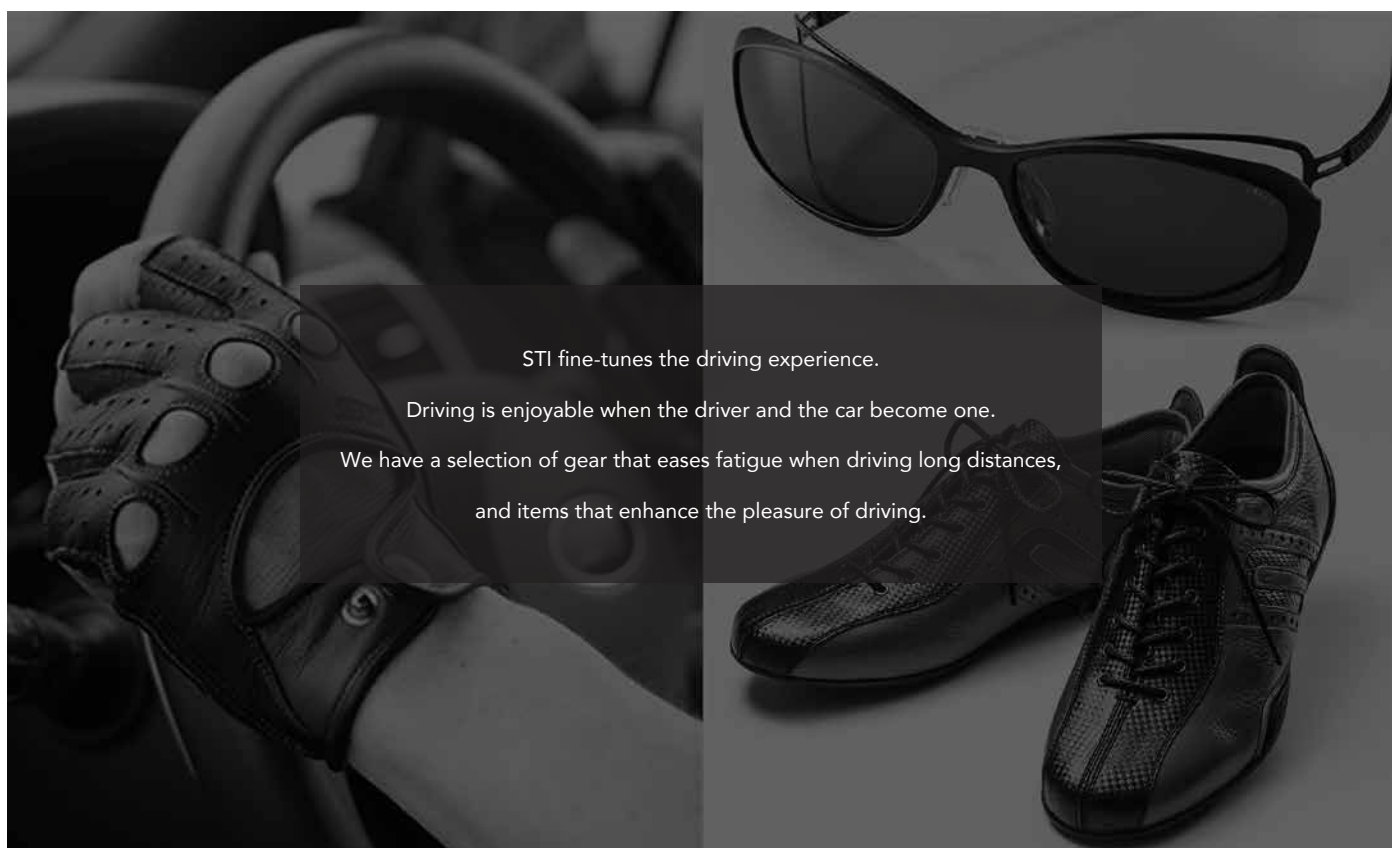 STI fine-tunes the driving experience.
Driving is enjoyable when the driver and the car become one.
We have a selection of gear that eases fatigue when driving long distances,
and items that enhance the pleasure of driving.